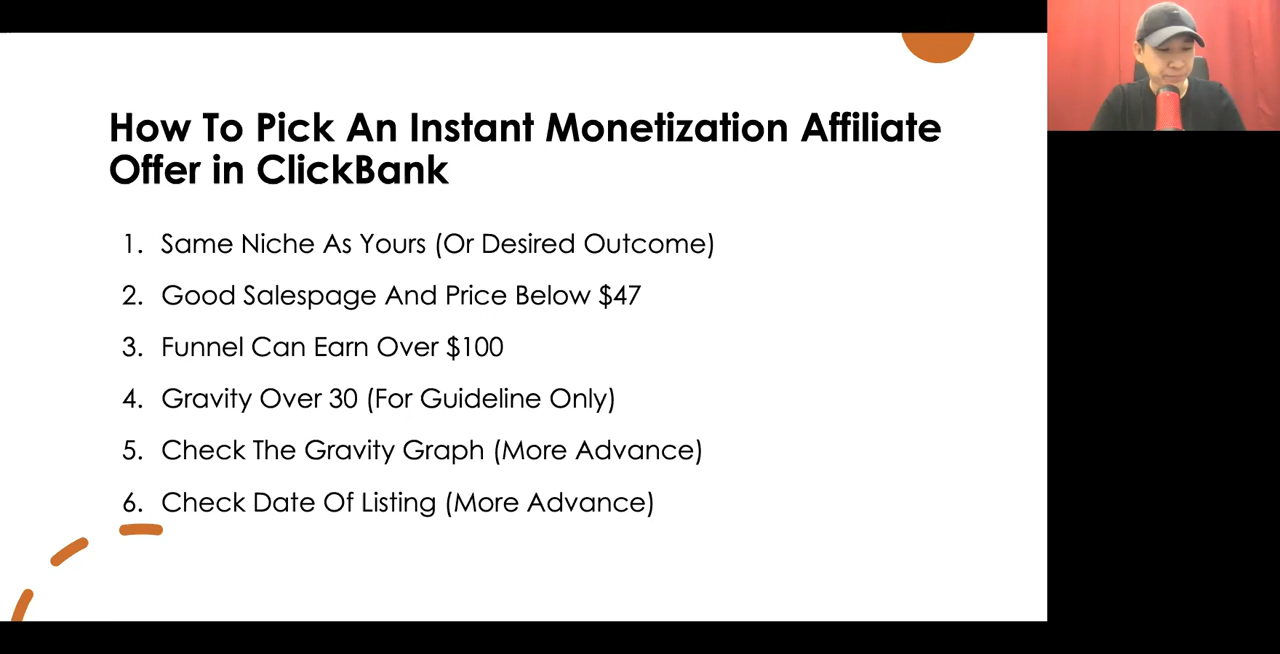 How To Pick An Instant Monetization Affiliate
Offer in ClickBank
1. Same Niche As Yours (Or Desired Outcome)
2. Good Salespage And Price Below $47
3. Funnel Can Earn Over $100
4. Gravity Over 30 (For Guideline Only)
5. Check The Gravity Graph (More Advance)
6. Check Date Of Listing (More Advance)